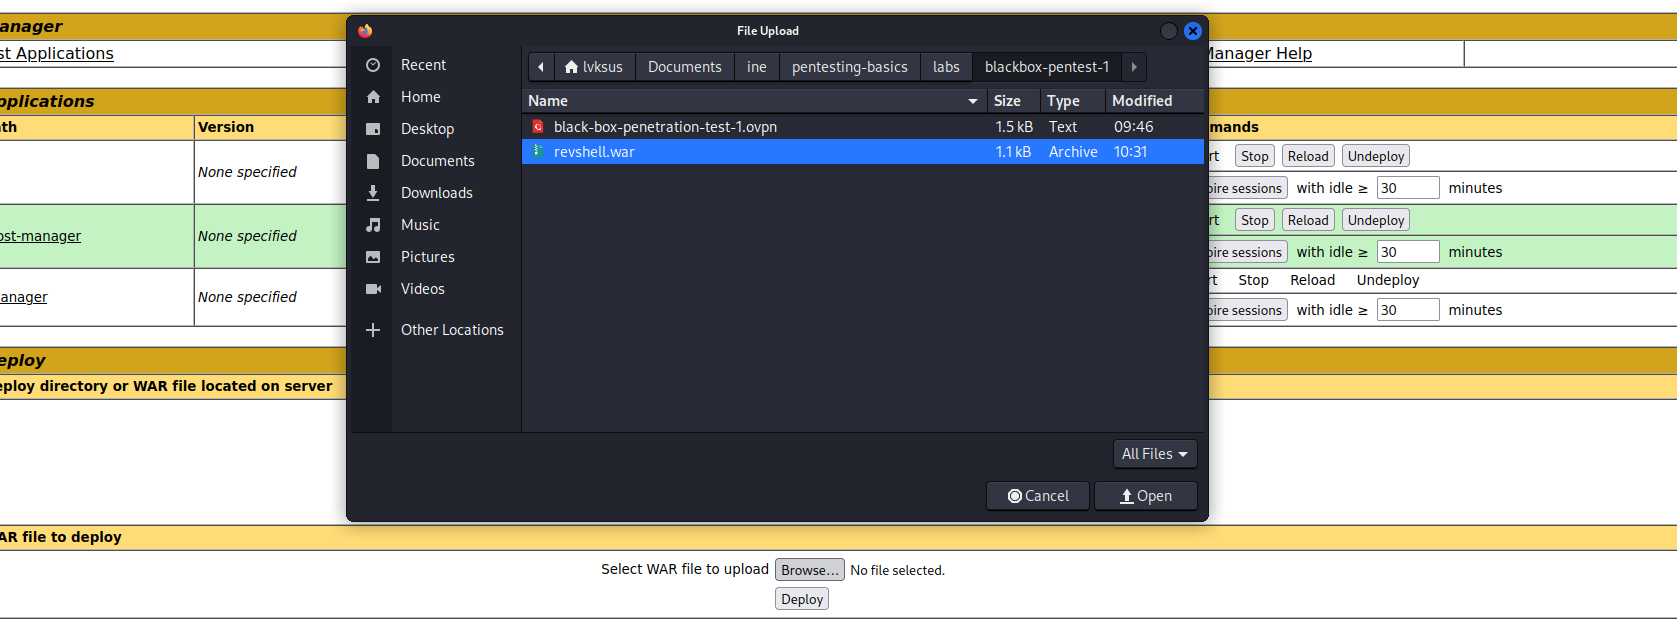 anager
File Upload
st Applications
Manager Help
Recent
Home
Desktop
Documents
Downloads
Music
Pictures
Videos
Other Locations
lvksus Documents ine pentesting-basics labs blackbox-pentest-1
Name Size Type Modified
black-box-penetration-test-1.ovpn 1.5 kB Text 09:46
revshell.war 1.1 kB Archive 10:31
All Files
Cancel Open
pplications
th Version mands
None specified
rt Stop Reload Undeploy
ire sessions with idle ≥ 30 minutes
ost-manager None specified
rt Stop Reload Undeploy
ire sessions with idle ≥ 30 minutes
anager None specified
rt Stop Reload Undeploy
ire sessions with idle ≥ 30 minutes
eploy
eploy directory or WAR file located on server
AR file to deploy
Select WAR file to upload Browse... No file selected.
Deploy